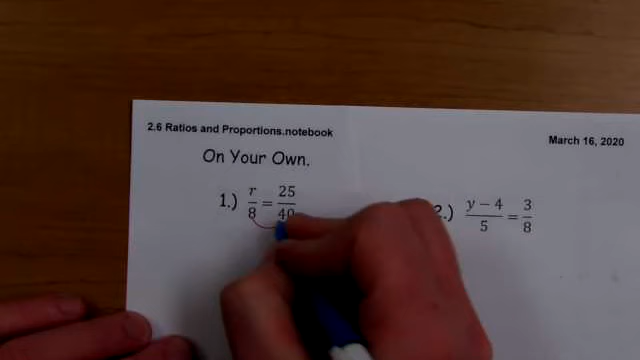 2.6 Ratios and Proportions.notebook
March 16, 2020
On Your Own.
1.) r/8 = 25/40
2.) y − 4/5 = 3/8